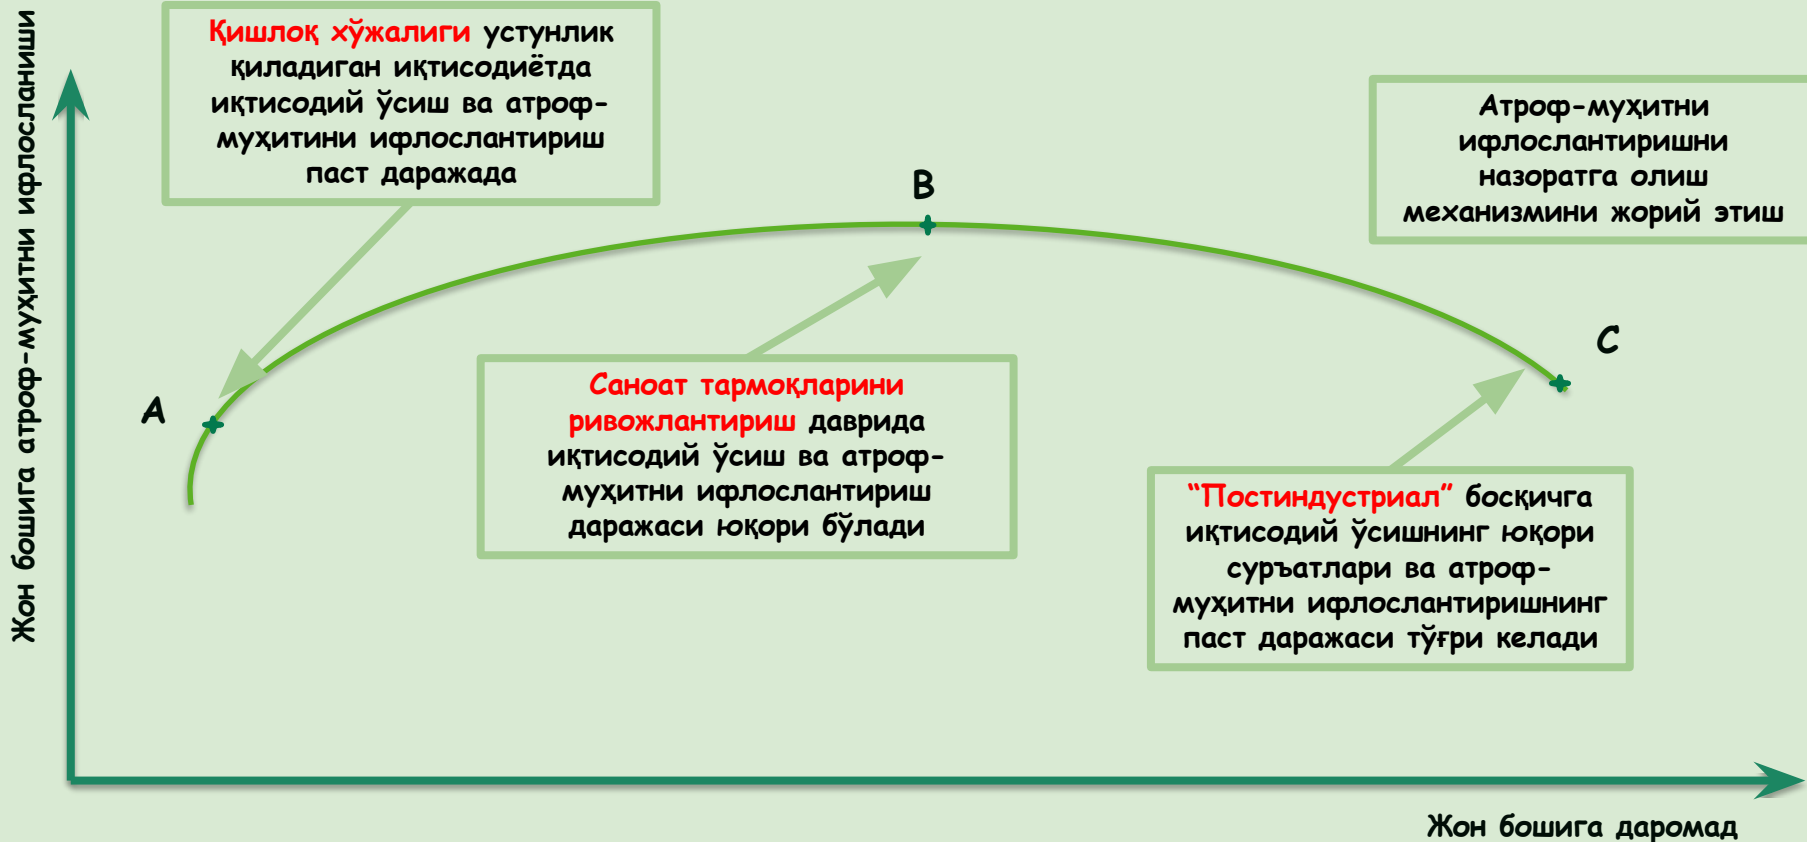 Жон бошига атроф-муҳитни ифлосланиши
Қишлоқ хўжалиги устунлик
қиладиган иқтисодиётда
иқтисодий ўсиш ва атроф-
муҳитини ифлослантириш
паст даражада
Атроф-муҳитни
ифлослантиришни
назоратга олиш
механизмини жорий этиш
B
C
A
Саноат тармоқларини
ривожлантириш даврида
иқтисодий ўсиш ва атроф-
муҳитни ифлослантириш
даражаси юқори бўлади
“Постиндустриал” босқичга
иқтисодий ўсишнинг юқори
суръатлари ва атроф-
муҳитни ифлослантиришнинг
паст даражаси тўғри келади
Жон бошига даромад